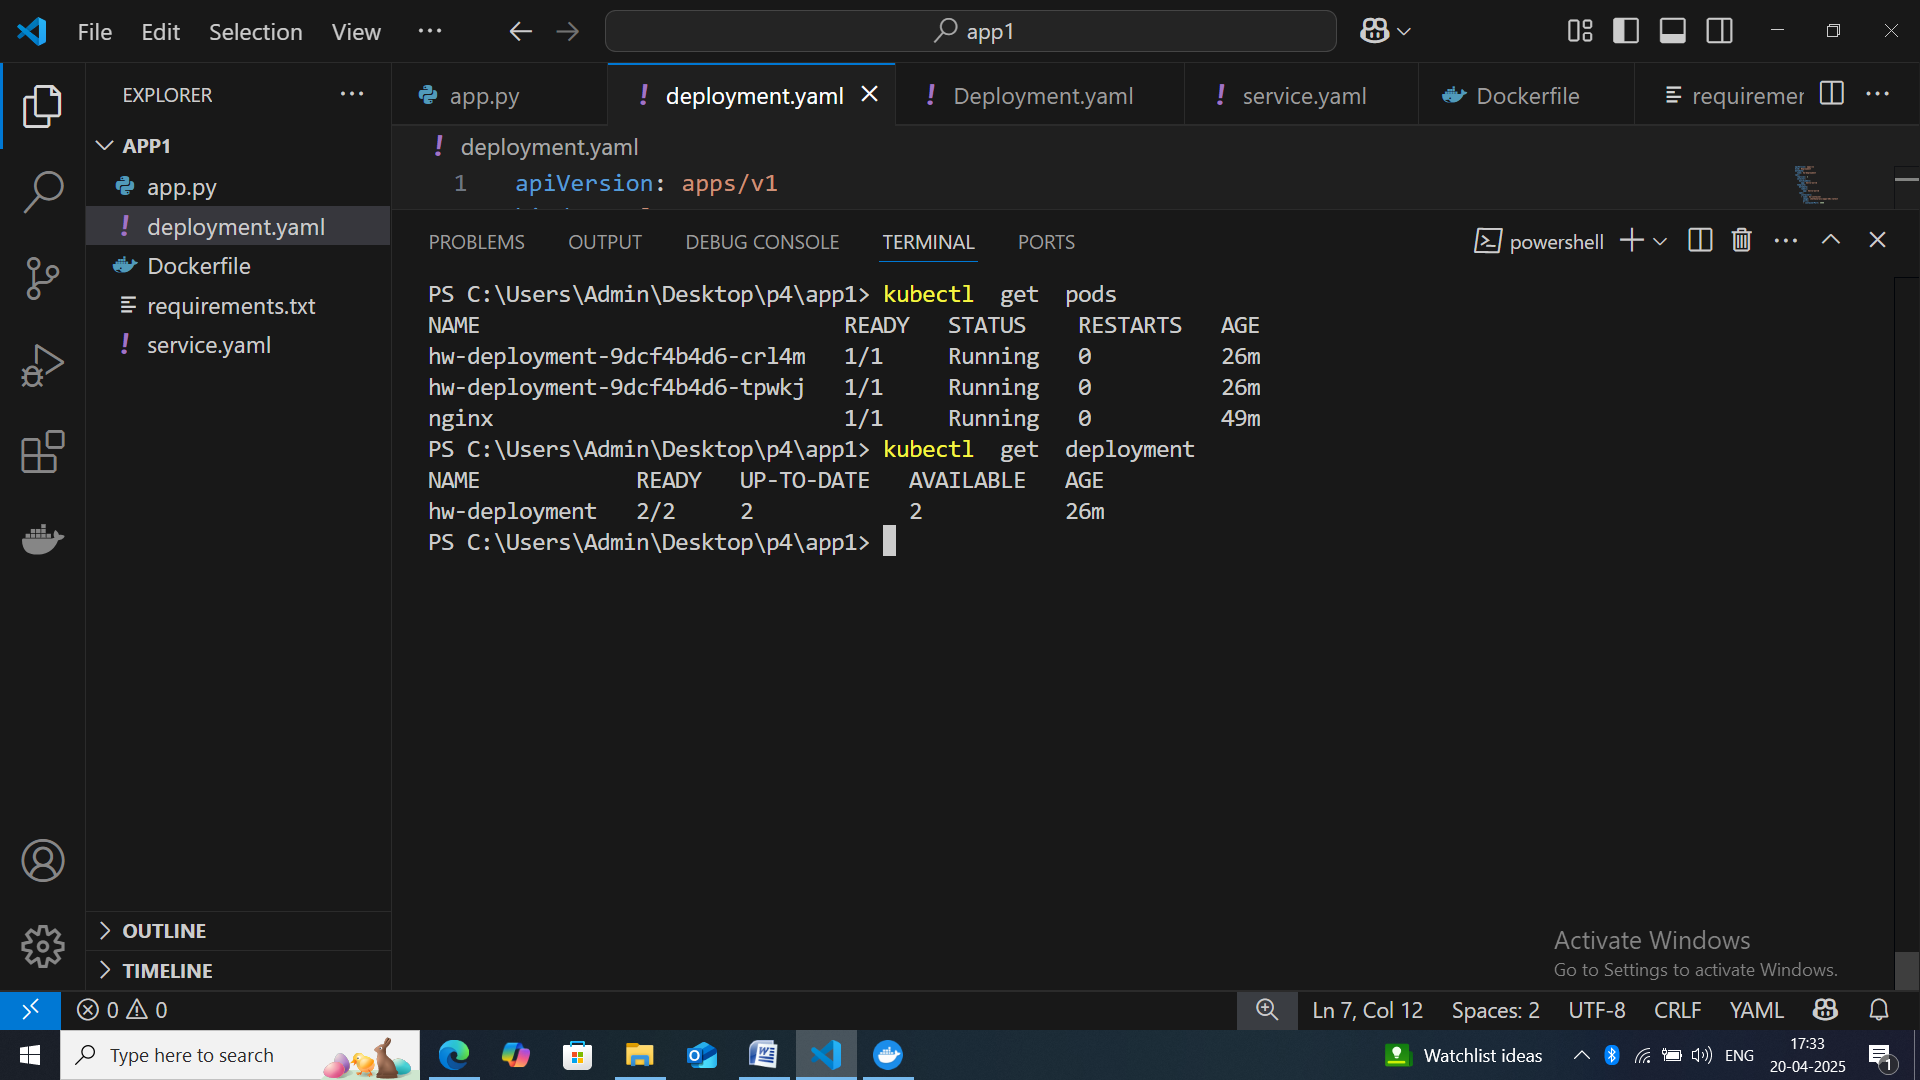 File Edit Selection View ··· app1
EXPLORER ···
APP1
app.py
deployment.yaml
Dockerfile
requirements.txt
service.yaml
OUTLINE
TIMELINE
app.py deployment.yaml Deployment.yaml service.yaml Dockerfile requiremer ···
deployment.yaml
1 apiVersion: apps/v1
PROBLEMS OUTPUT DEBUG CONSOLE TERMINAL PORTS powershell ···
PS C:\Users\Admin\Desktop\p4\app1> kubectl  get  pods
NAME                            READY   STATUS    RESTARTS   AGE
hw-deployment-9dcf4b4d6-crl4m   1/1     Running   0          26m
hw-deployment-9dcf4b4d6-tpwkj   1/1     Running   0          26m
nginx                           1/1     Running   0          49m
PS C:\Users\Admin\Desktop\p4\app1> kubectl  get  deployment
NAME            READY   UP-TO-DATE   AVAILABLE   AGE
hw-deployment   2/2     2            2           26m
PS C:\Users\Admin\Desktop\p4\app1>
Activate Windows
Go to Settings to activate Windows.
0 0 Ln 7, Col 12 Spaces: 2 UTF-8 CRLF YAML
Type here to search Watchlist ideas ENG 17:33
20-04-2025 1